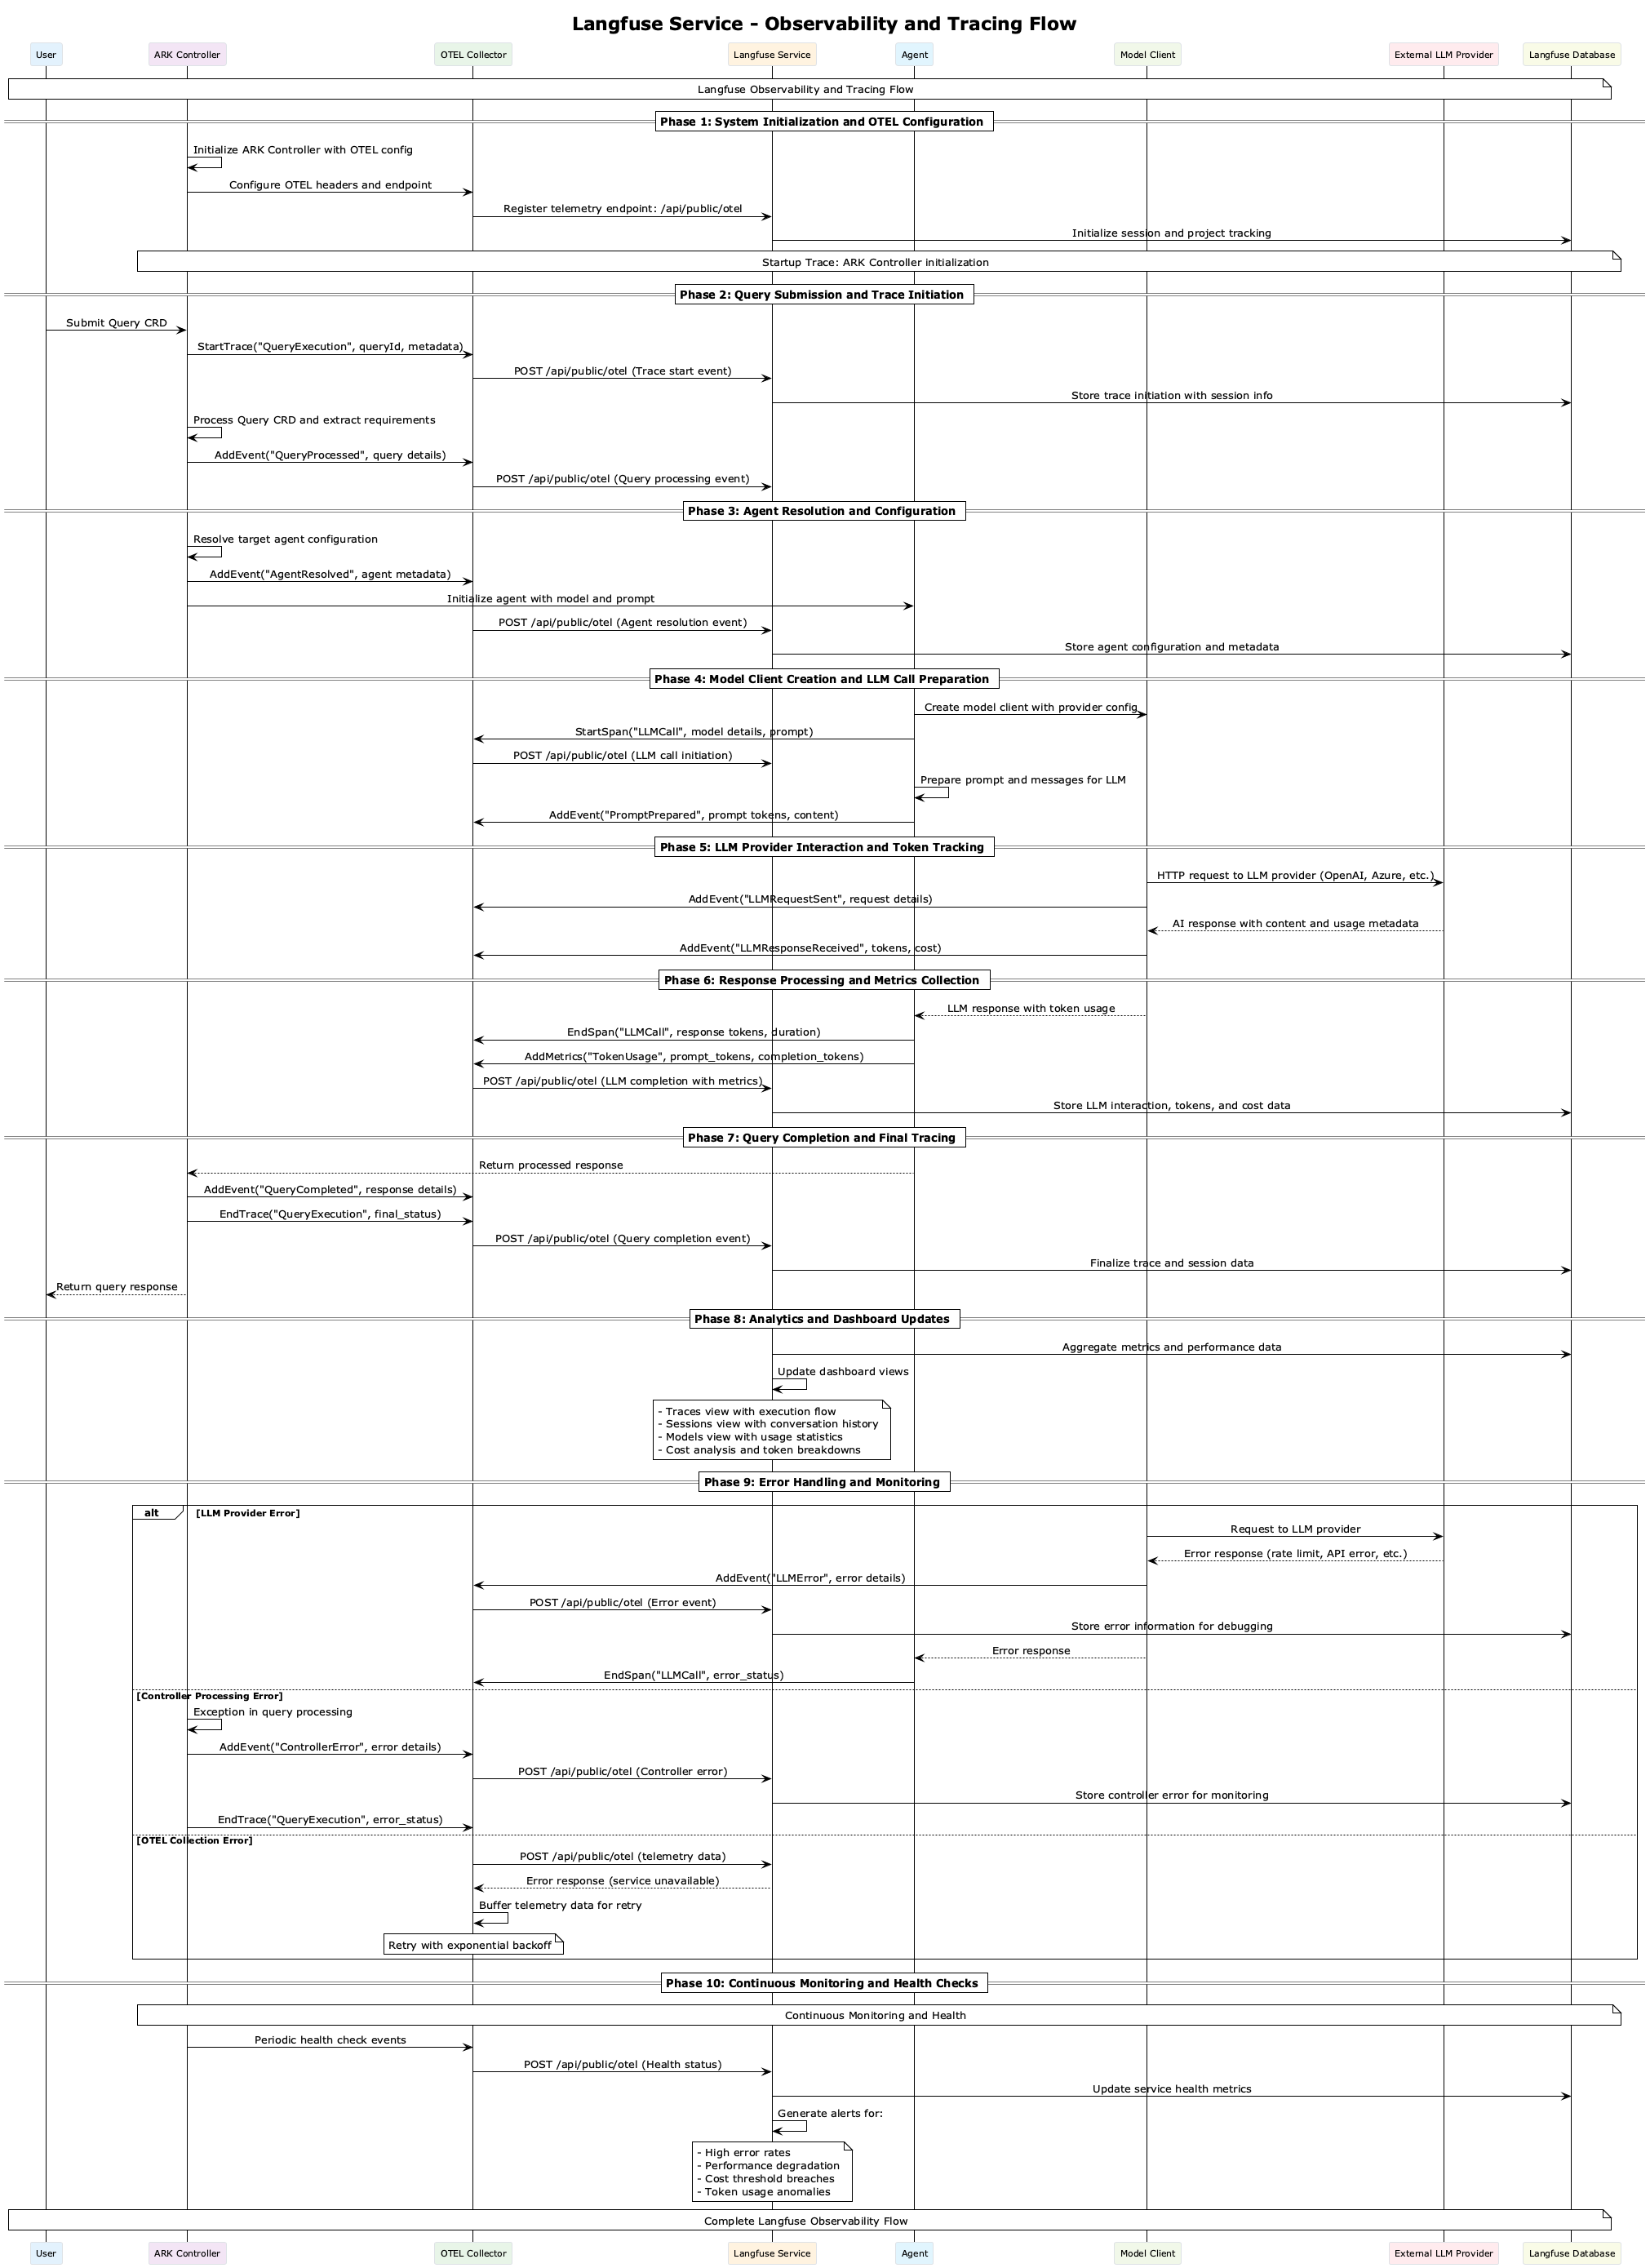 Langfuse Service - Observability and Tracing Flow
User
ARK Controller
OTEL Collector
Langfuse Service
Agent
Model Client
External LLM Provider
Langfuse Database
Langfuse Observability and Tracing Flow
Phase 1: System Initialization and OTEL Configuration
Initialize ARK Controller with OTEL config
Configure OTEL headers and endpoint
Register telemetry endpoint: /api/public/otel
Initialize session and project tracking
Startup Trace: ARK Controller initialization
Phase 2: Query Submission and Trace Initiation
Submit Query CRD
StartTrace("QueryExecution", queryId, metadata)
POST /api/public/otel (Trace start event)
Store trace initiation with session info
Process Query CRD and extract requirements
AddEvent("QueryProcessed", query details)
POST /api/public/otel (Query processing event)
Phase 3: Agent Resolution and Configuration
Resolve target agent configuration
AddEvent("AgentResolved", agent metadata)
Initialize agent with model and prompt
POST /api/public/otel (Agent resolution event)
Store agent configuration and metadata
Phase 4: Model Client Creation and LLM Call Preparation
Create model client with provider config
StartSpan("LLMCall", model details, prompt)
POST /api/public/otel (LLM call initiation)
Prepare prompt and messages for LLM
AddEvent("PromptPrepared", prompt tokens, content)
Phase 5: LLM Provider Interaction and Token Tracking
HTTP request to LLM provider (OpenAI, Azure, etc.)
AddEvent("LLMRequestSent", request details)
AI response with content and usage metadata
AddEvent("LLMResponseReceived", tokens, cost)
Phase 6: Response Processing and Metrics Collection
LLM response with token usage
EndSpan("LLMCall", response tokens, duration)
AddMetrics("TokenUsage", prompt_tokens, completion_tokens)
POST /api/public/otel (LLM completion with metrics)
Store LLM interaction, tokens, and cost data
Phase 7: Query Completion and Final Tracing
Return processed response
AddEvent("QueryCompleted", response details)
EndTrace("QueryExecution", final_status)
POST /api/public/otel (Query completion event)
Finalize trace and session data
Return query response
Phase 8: Analytics and Dashboard Updates
Aggregate metrics and performance data
Update dashboard views
- Traces view with execution flow
- Sessions view with conversation history
- Models view with usage statistics
- Cost analysis and token breakdowns
Phase 9: Error Handling and Monitoring
alt [LLM Provider Error]
Request to LLM provider
Error response (rate limit, API error, etc.)
AddEvent("LLMError", error details)
POST /api/public/otel (Error event)
Store error information for debugging
Error response
EndSpan("LLMCall", error_status)
[Controller Processing Error]
Exception in query processing
AddEvent("ControllerError", error details)
POST /api/public/otel (Controller error)
Store controller error for monitoring
EndTrace("QueryExecution", error_status)
[OTEL Collection Error]
POST /api/public/otel (telemetry data)
Error response (service unavailable)
Buffer telemetry data for retry
Retry with exponential backoff
Phase 10: Continuous Monitoring and Health Checks
Continuous Monitoring and Health
Periodic health check events
POST /api/public/otel (Health status)
Update service health metrics
Generate alerts for:
- High error rates
- Performance degradation
- Cost threshold breaches
- Token usage anomalies
Complete Langfuse Observability Flow
User
ARK Controller
OTEL Collector
Langfuse Service
Agent
Model Client
External LLM Provider
Langfuse Database